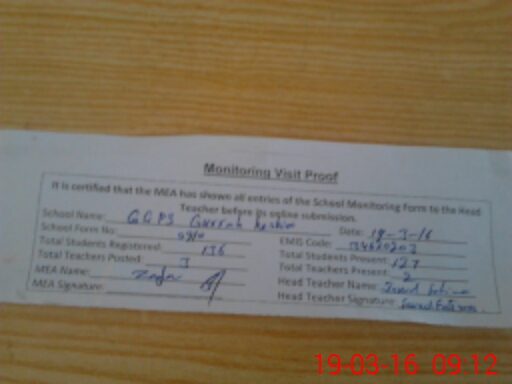 Monitoring Visit Proof
It is certified that the MEA has shown all entries of the School Monitoring Form to the Head
Teacher before its online submission.
School Name: GGPS Date: 19-3-16
School Form No: EMIS Code:
Total Students Registered: 136 Total Students Present: 127
Total Teachers Posted: 3 Total Teachers Present: 2
MEA Name: Head Teacher Name:
MEA Signature: Head Teacher Signature:
19-03-16 09:12